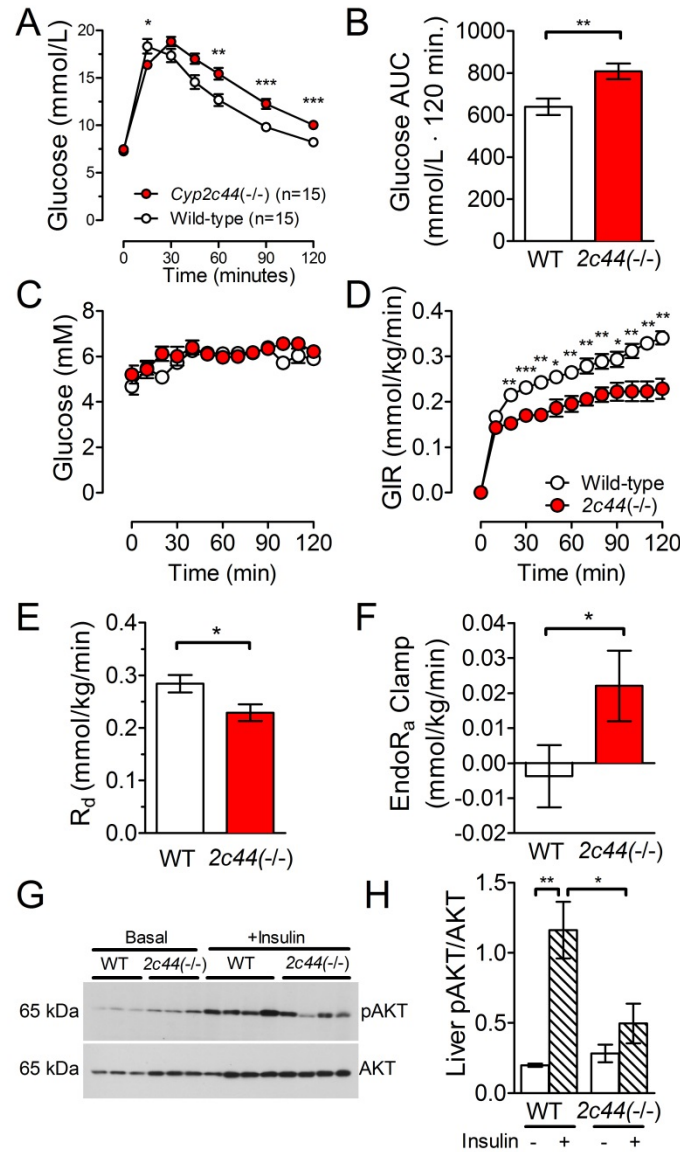 A
Glucose (mmol/L)
20
15
10
5
0
*
**
***
***
Cyp2c44(-/-) (n=15)
Wild-type (n=15)
0 30 60 90 120
Time (minutes)
B
Glucose AUC
(mmol/L · 120 min.)
1000
800
600
400
200
0
**
WT 2c44(-/-)
C
Glucose (mM)
8
6
4
2
0
0 30 60 90 120
Time (min)
D
GIR (mmol/kg/min)
0.4
0.3
0.2
0.1
0.0
** *** ** * ** ** ** ** * ** ** **
Wild-type
2c44(-/-)
0 30 60 90 120
Time (min)
E
Rd (mmol/kg/min)
0.4
0.3
0.2
0.1
0.0
*
WT 2c44(-/-)
F
EndoRa Clamp
(mmol/kg/min)
0.04
0.03
0.02
0.01
0.00
-0.01
-0.02
*
WT 2c44(-/-)
G
Basal +Insulin
WT 2c44(-/-) WT 2c44(-/-)
65 kDa pAKT
65 kDa AKT
H
Liver pAKT/AKT
1.5
1.0
0.5
0.0
** *
WT 2c44(-/-)
Insulin - + - +